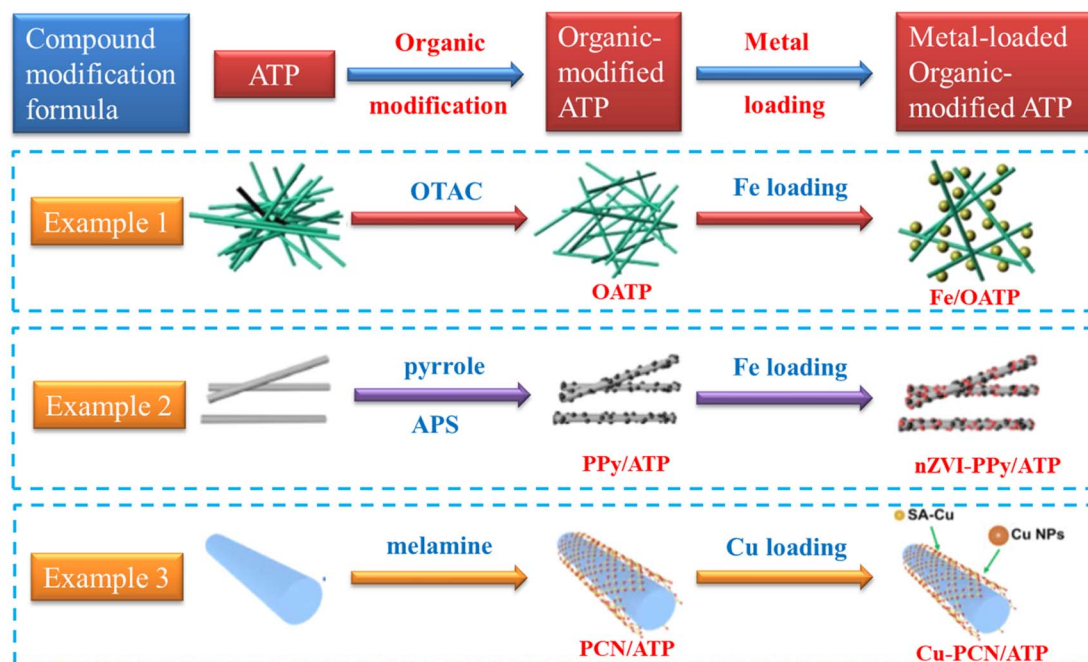 Compound
modification
formula
ATP
Organic
modification
Organic-
modified
ATP
Metal
loading
Metal-loaded
Organic-
modified ATP
Example 1
OTAC
OATP
Fe loading
Fe/OATP
Example 2
pyrrole
APS
PPy/ATP
Fe loading
nZVI-PPy/ATP
Example 3
melamine
PCN/ATP
Cu loading
SA-Cu
Cu NPs
Cu-PCN/ATP